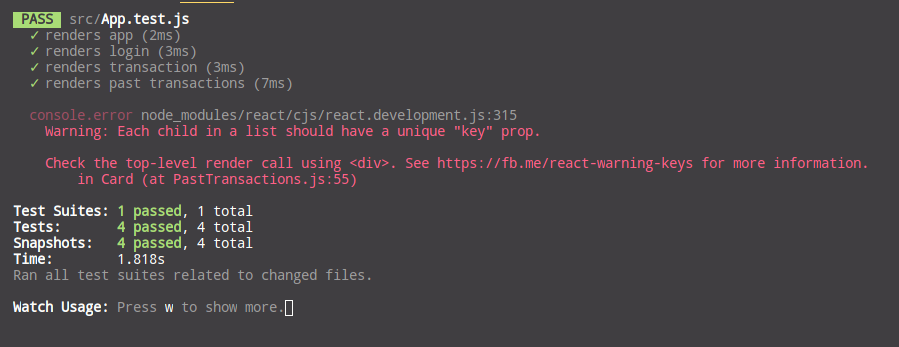 PASS src/App.test.js
✓ renders app (2ms)
✓ renders login (3ms)
✓ renders transaction (3ms)
✓ renders past transactions (7ms)
console.error node_modules/react/cjs/react.development.js:315
Warning: Each child in a list should have a unique "key" prop.
Check the top-level render call using <div>. See https://fb.me/react-warning-keys for more information.
in Card (at PastTransactions.js:55)
Test Suites: 1 passed, 1 total
Tests: 4 passed, 4 total
Snapshots: 4 passed, 4 total
Time: 1.818s
Ran all test suites related to changed files.
Watch Usage: Press w to show more.